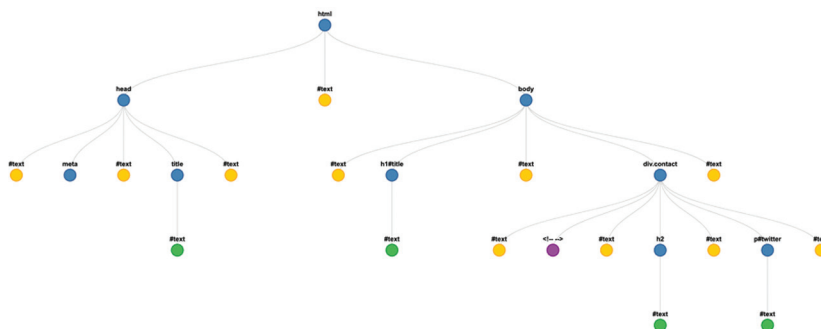 html
head #text body
#text meta #text title #text #text h1#title #text div.contact #text
#text #text #text <!-- --> #text h2 #text p#twitter
#text #text